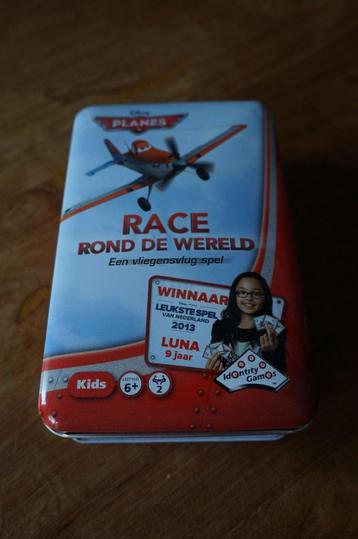 Disney
PLANES
RACE
ROND DE WERELD
Een vliegensvlug spel
WINNAAR
LEUKSTE SPEL
VAN NEDERLAND
2013
LUNA
9 jaar
Identity
Games
Kids
LEEFTIJD
6+
2